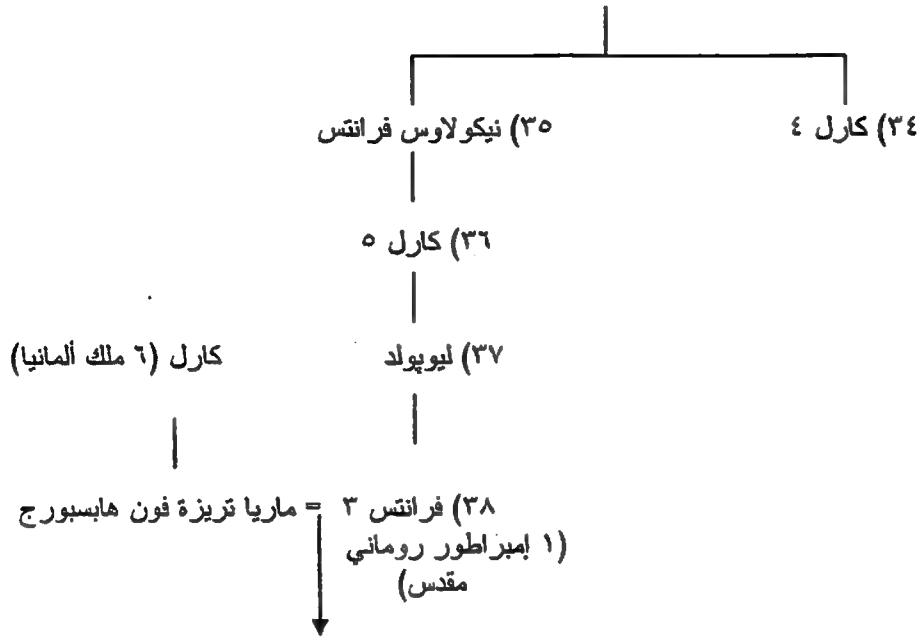 ٣٤) كارل ٤
٣٥) نيكولاوس فرانتس
٣٦) كارل ٥
٣٧) ليوپولد
كارل (٦ ملك ألمانيا)
٣٨) فرانتس ٣ = ماريا تريزة فون هابسبورج
(١ إمبراطور روماني
مقدس)